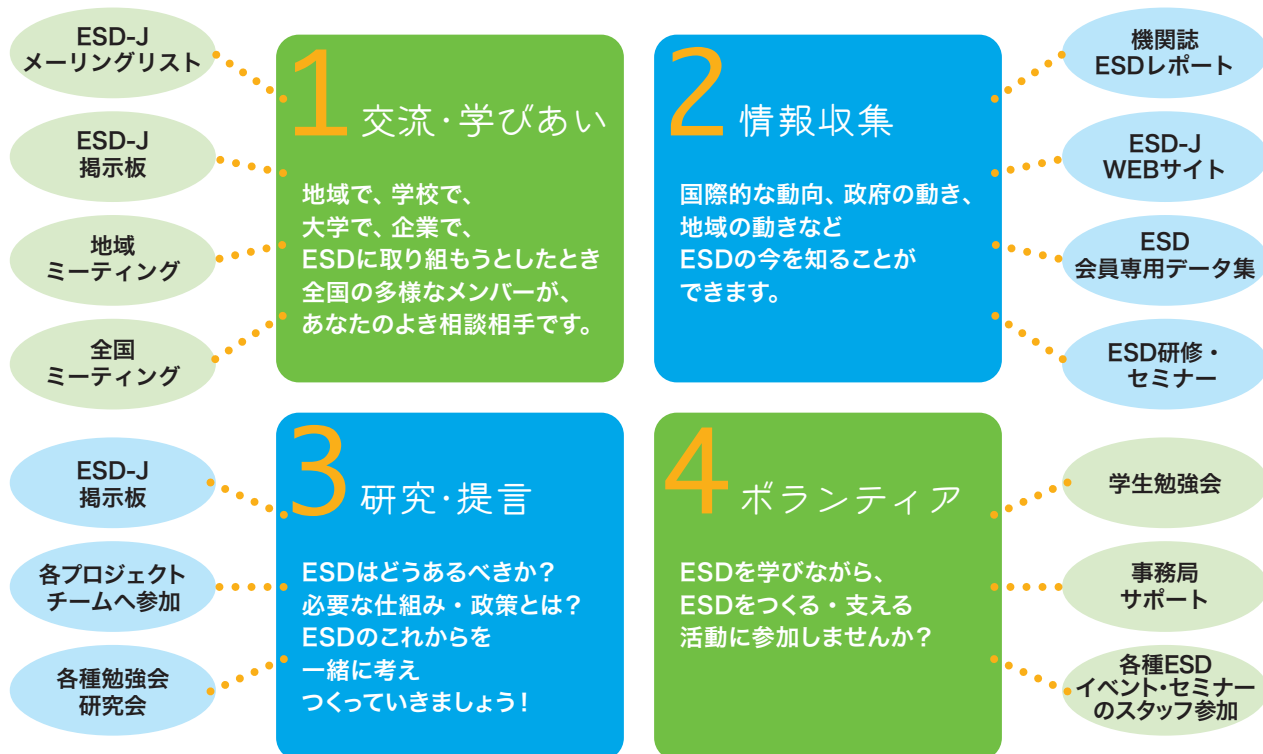 ESD-J
メーリングリスト
ESD-J
掲示板
地域
ミーティング
全国
ミーティング
1 交流・学びあい
地域で、学校で、
大学で、企業で、
ESDに取り組もうとしたとき
全国の多様なメンバーが、
あなたのよき相談相手です。
2 情報収集
国際的な動向、政府の動き、
地域の動きなど
ESDの今を知ることが
できます。
機関誌
ESDレポート
ESD-J
WEBサイト
ESD
会員専用データ集
ESD研修・
セミナー
ESD-J
掲示板
各プロジェクト
チームへ参加
各種勉強会
研究会
3 研究・提言
ESDはどうあるべきか？
必要な仕組み・政策とは？
ESDのこれからを
一緒に考え
つくっていきましょう！
4 ボランティア
ESDを学びながら、
ESDをつくる・支える
活動に参加しませんか？
学生勉強会
事務局
サポート
各種ESD
イベント・セミナー
のスタッフ参加